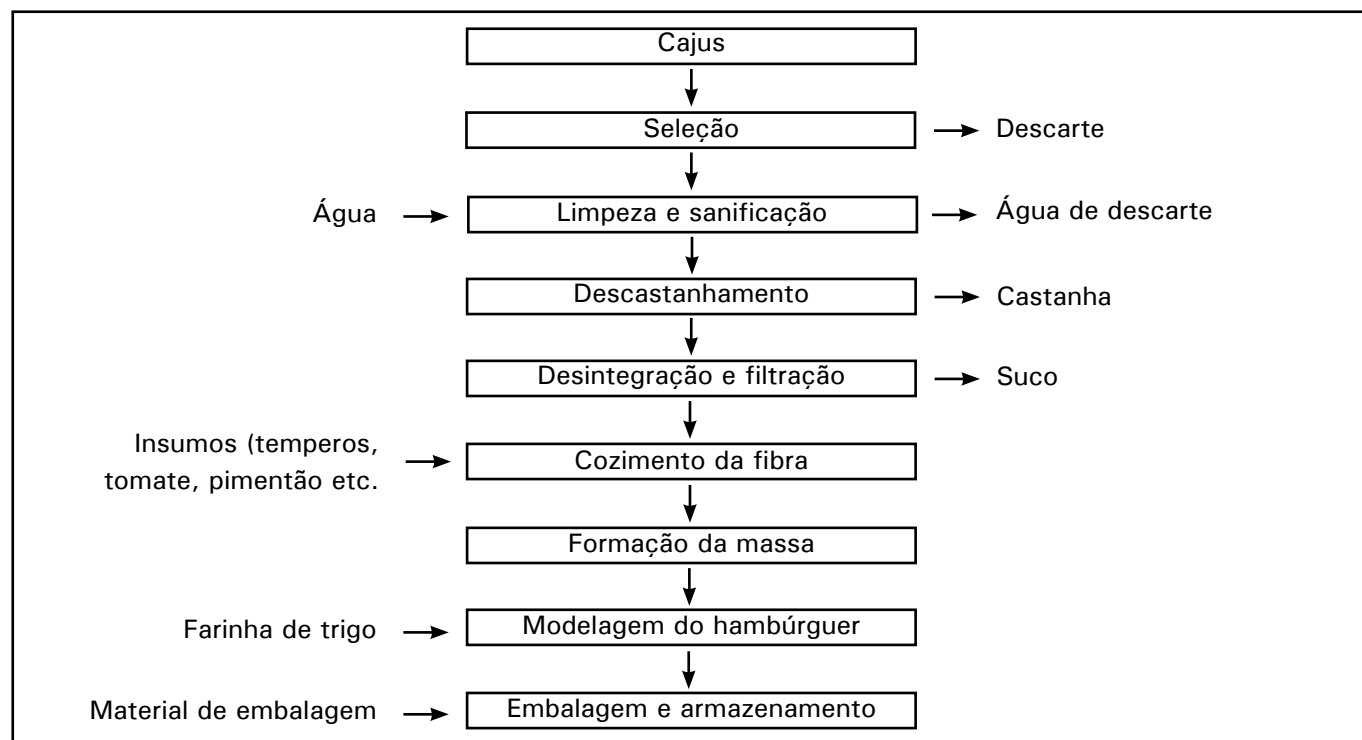 Cajus
Seleção
Descarte
Água
Limpeza e sanificação
Água de descarte
Descastanhamento
Castanha
Desintegração e filtração
Suco
Insumos (temperos,
tomate, pimentão etc.
Cozimento da fibra
Formação da massa
Farinha de trigo
Modelagem do hambúrguer
Material de embalagem
Embalagem e armazenamento